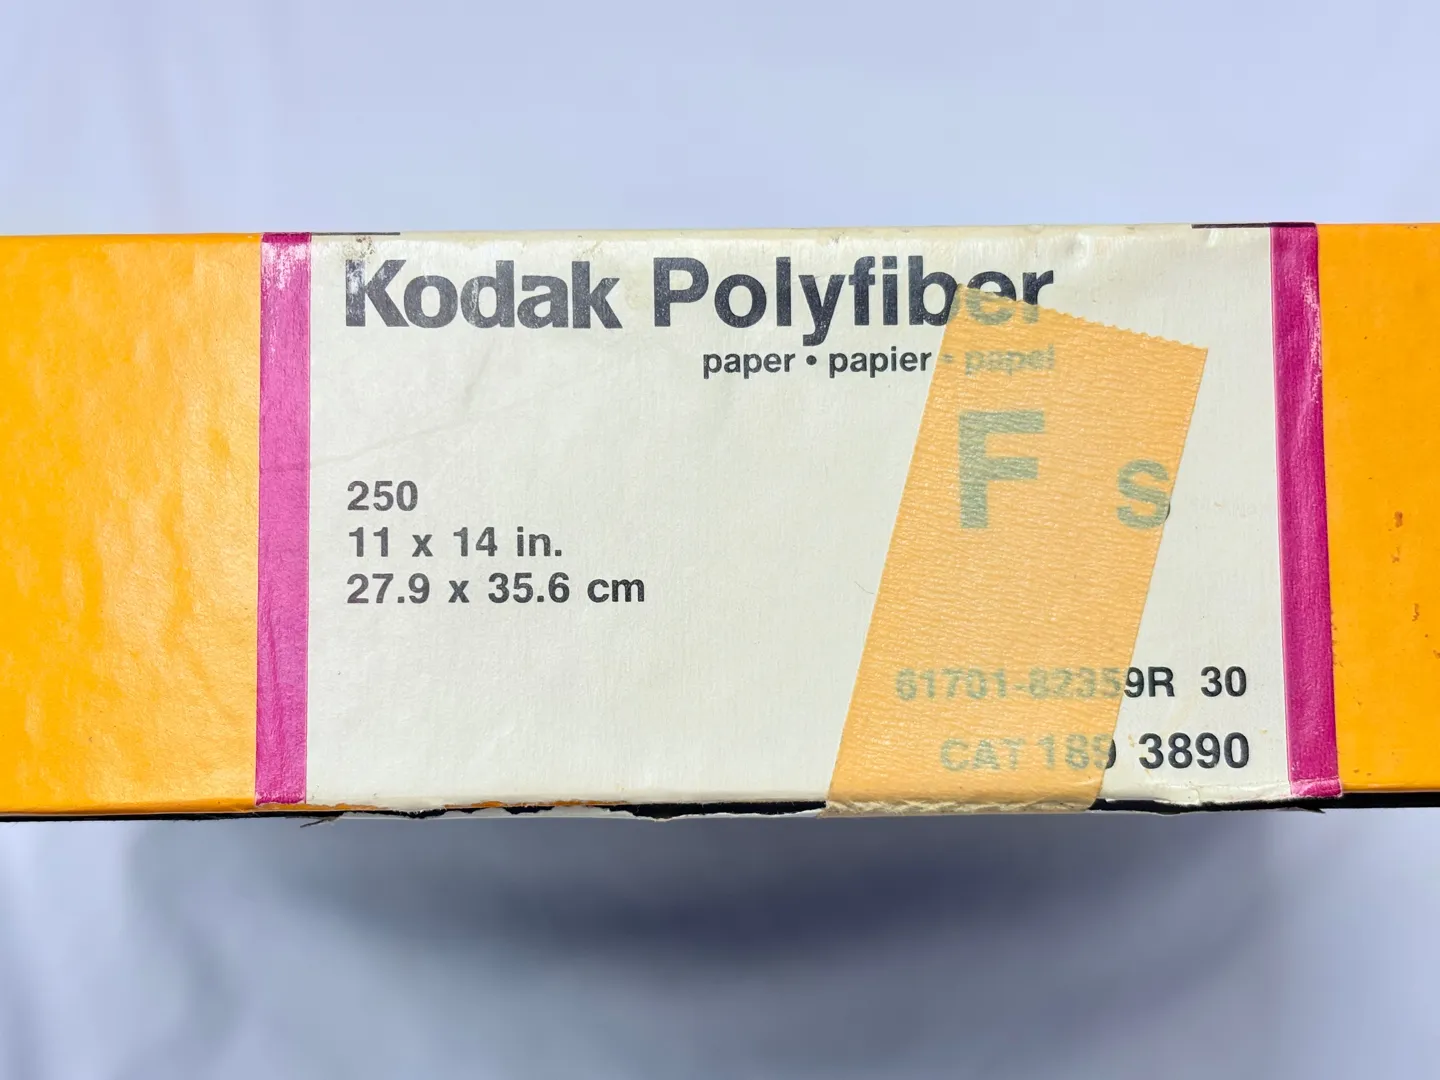 Kodak Polyfiber
paper • papier • papel
F S
250
11 x 14 in.
27.9 x 35.6 cm
61701-82359R 30
CAT 189 3890